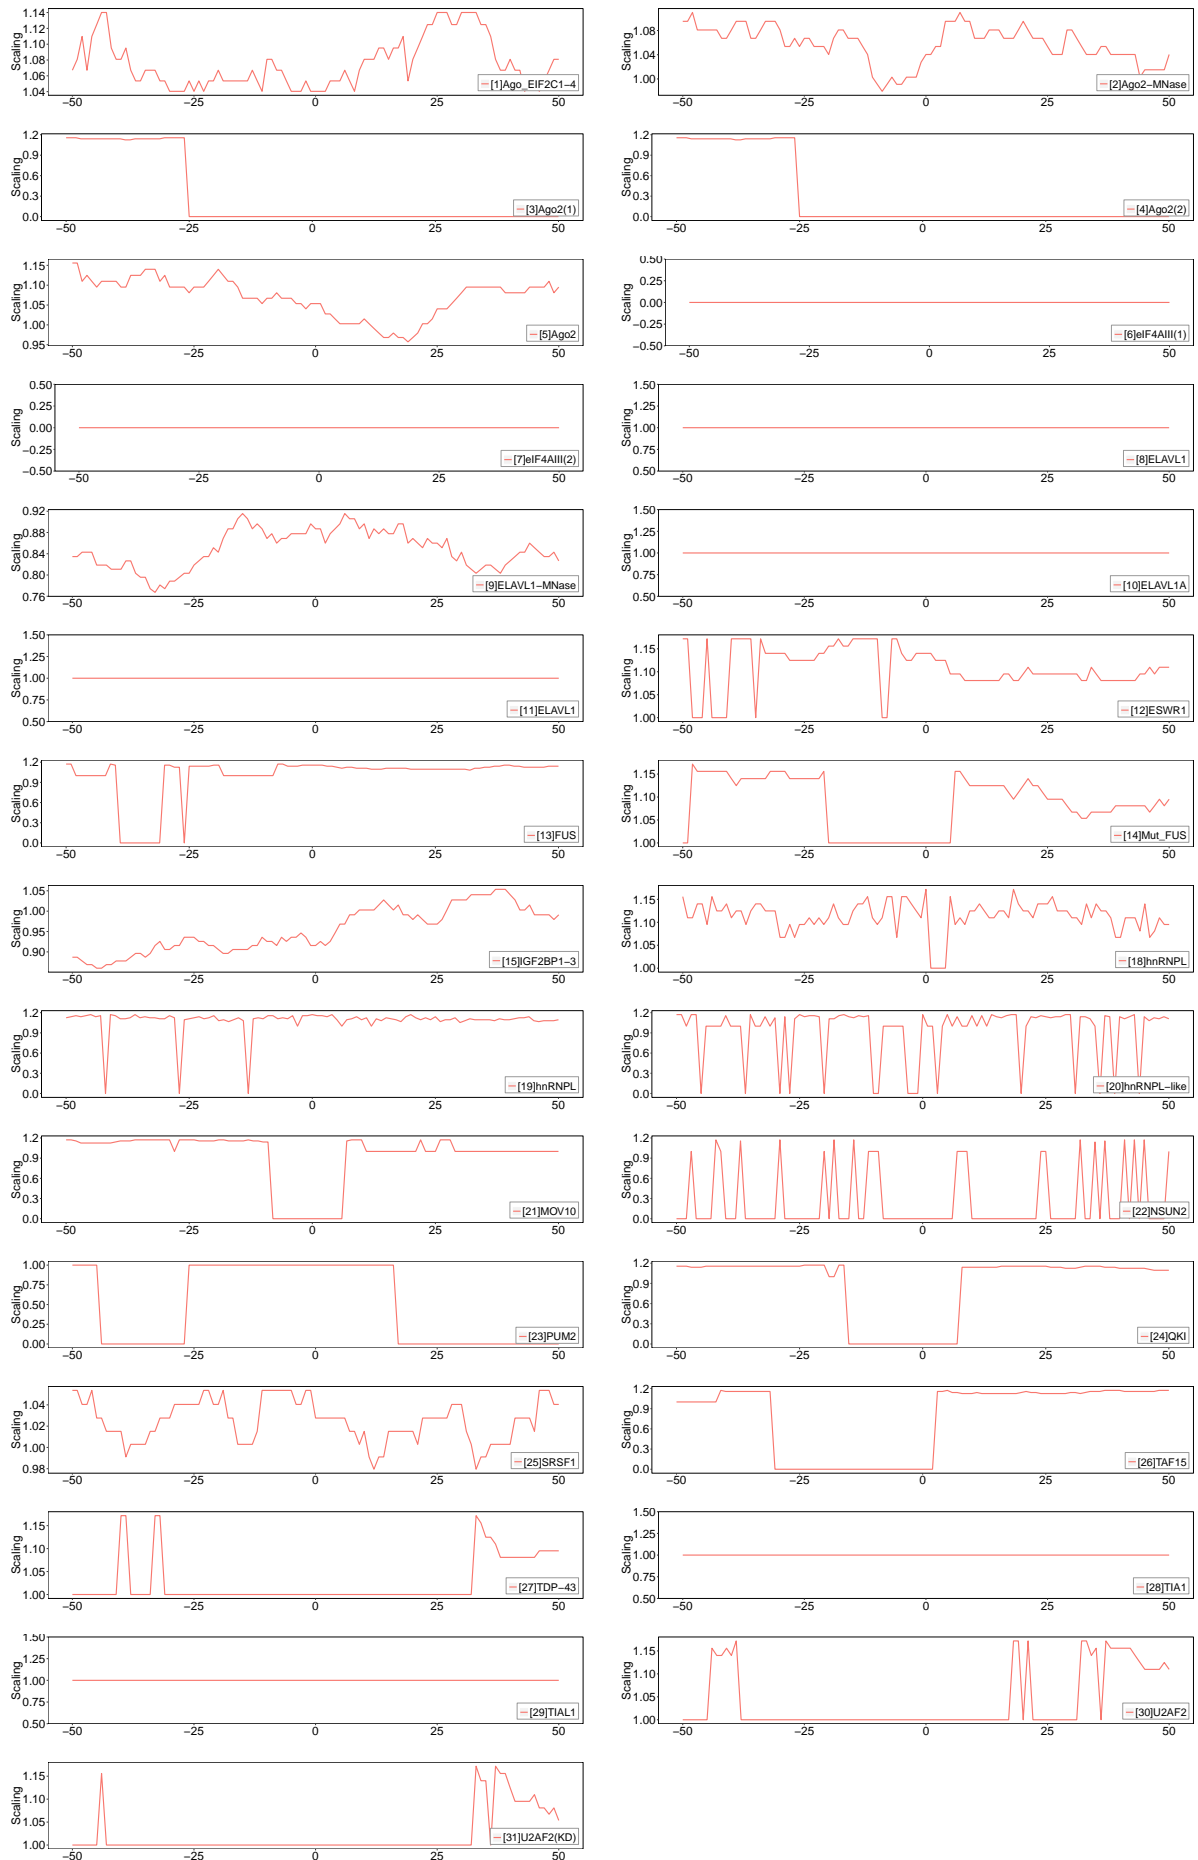 1.14
1.12
1.10
1.08
1.06
1.04
Scaling
[1]Ago_EIF2C1−4
−50 −25 0 25 50
1.08
1.04
1.00
Scaling
[2]Ago2−MNase
−50 −25 0 25 50
1.2
0.9
0.6
0.3
0.0
Scaling
[3]Ago2(1)
−50 −25 0 25 50
1.2
0.9
0.6
0.3
0.0
Scaling
[4]Ago2(2)
−50 −25 0 25 50
1.15
1.10
1.05
1.00
0.95
Scaling
[5]Ago2
−50 −25 0 25 50
0.50
0.25
0.00
−0.25
−0.50
Scaling
[6]eIF4AIII(1)
−50 −25 0 25 50
0.50
0.25
0.00
−0.25
−0.50
Scaling
[7]eIF4AIII(2)
−50 −25 0 25 50
1.50
1.25
1.00
0.75
0.50
Scaling
[8]ELAVL1
−50 −25 0 25 50
0.92
0.88
0.84
0.80
0.76
Scaling
[9]ELAVL1−MNase
−50 −25 0 25 50
1.50
1.25
1.00
0.75
0.50
Scaling
[10]ELAVL1A
−50 −25 0 25 50
1.50
1.25
1.00
0.75
0.50
Scaling
[11]ELAVL1
−50 −25 0 25 50
1.15
1.10
1.05
1.00
Scaling
[12]ESWR1
−50 −25 0 25 50
1.2
0.9
0.6
0.3
0.0
Scaling
[13]FUS
−50 −25 0 25 50
1.15
1.10
1.05
1.00
Scaling
[14]Mut_FUS
−50 −25 0 25 50
1.05
1.00
0.95
0.90
Scaling
[15]IGF2BP1−3
−50 −25 0 25 50
1.15
1.10
1.05
1.00
Scaling
[18]hnRNPL
−50 −25 0 25 50
1.2
0.9
0.6
0.3
0.0
Scaling
[19]hnRNPL
−50 −25 0 25 50
1.2
0.9
0.6
0.3
0.0
Scaling
[20]hnRNPL−like
−50 −25 0 25 50
1.2
0.9
0.6
0.3
0.0
Scaling
[21]MOV10
−50 −25 0 25 50
1.2
0.9
0.6
0.3
0.0
Scaling
[22]NSUN2
−50 −25 0 25 50
1.00
0.75
0.50
0.25
0.00
Scaling
[23]PUM2
−50 −25 0 25 50
1.2
0.9
0.6
0.3
0.0
Scaling
[24]QKI
−50 −25 0 25 50
1.04
1.02
1.00
0.98
Scaling
[25]SRSF1
−50 −25 0 25 50
1.2
0.9
0.6
0.3
0.0
Scaling
[26]TAF15
−50 −25 0 25 50
1.15
1.10
1.05
1.00
Scaling
[27]TDP−43
−50 −25 0 25 50
1.50
1.25
1.00
0.75
0.50
Scaling
[28]TIA1
−50 −25 0 25 50
1.50
1.25
1.00
0.75
0.50
Scaling
[29]TIAL1
−50 −25 0 25 50
1.15
1.10
1.05
1.00
Scaling
[30]U2AF2
−50 −25 0 25 50
1.15
1.10
1.05
1.00
Scaling
[31]U2AF2(KD)
−50 −25 0 25 50